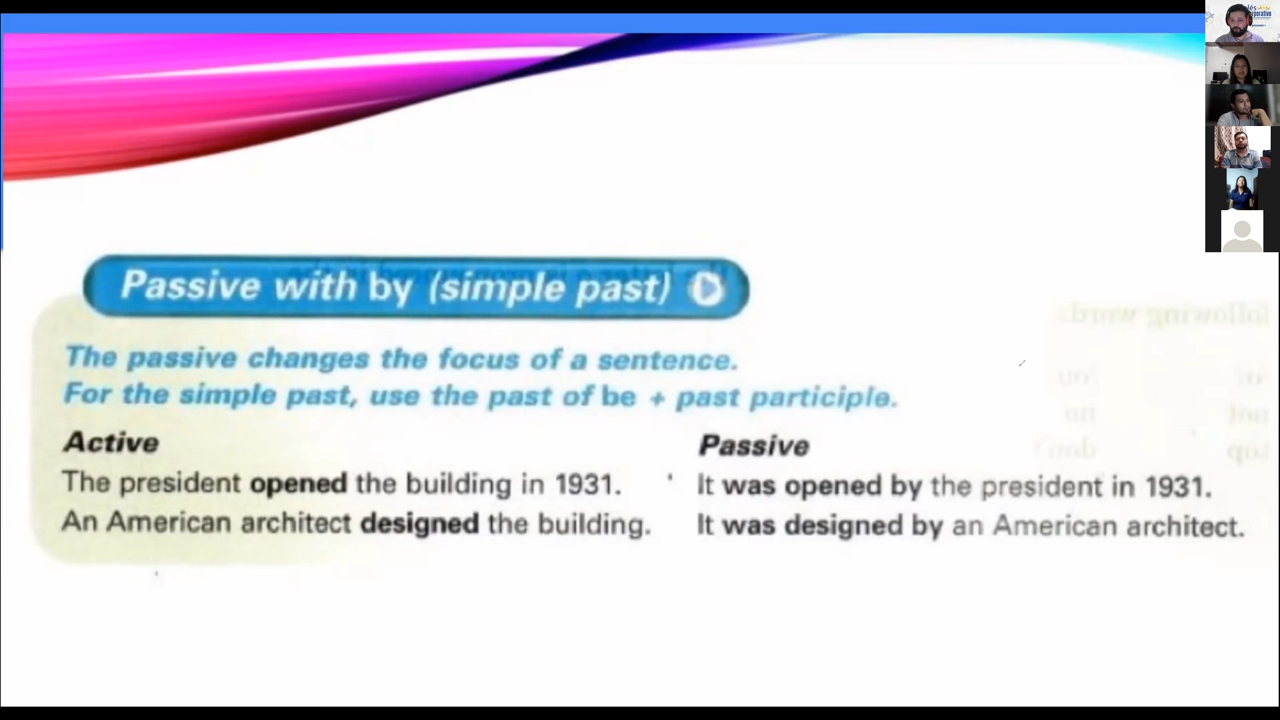 Passive with by (simple past)
The passive changes the focus of a sentence.
For the simple past, use the past of be + past participle.
Active
Passive
The president opened the building in 1931.
It was opened by the president in 1931.
An American architect designed the building.
It was designed by an American architect.